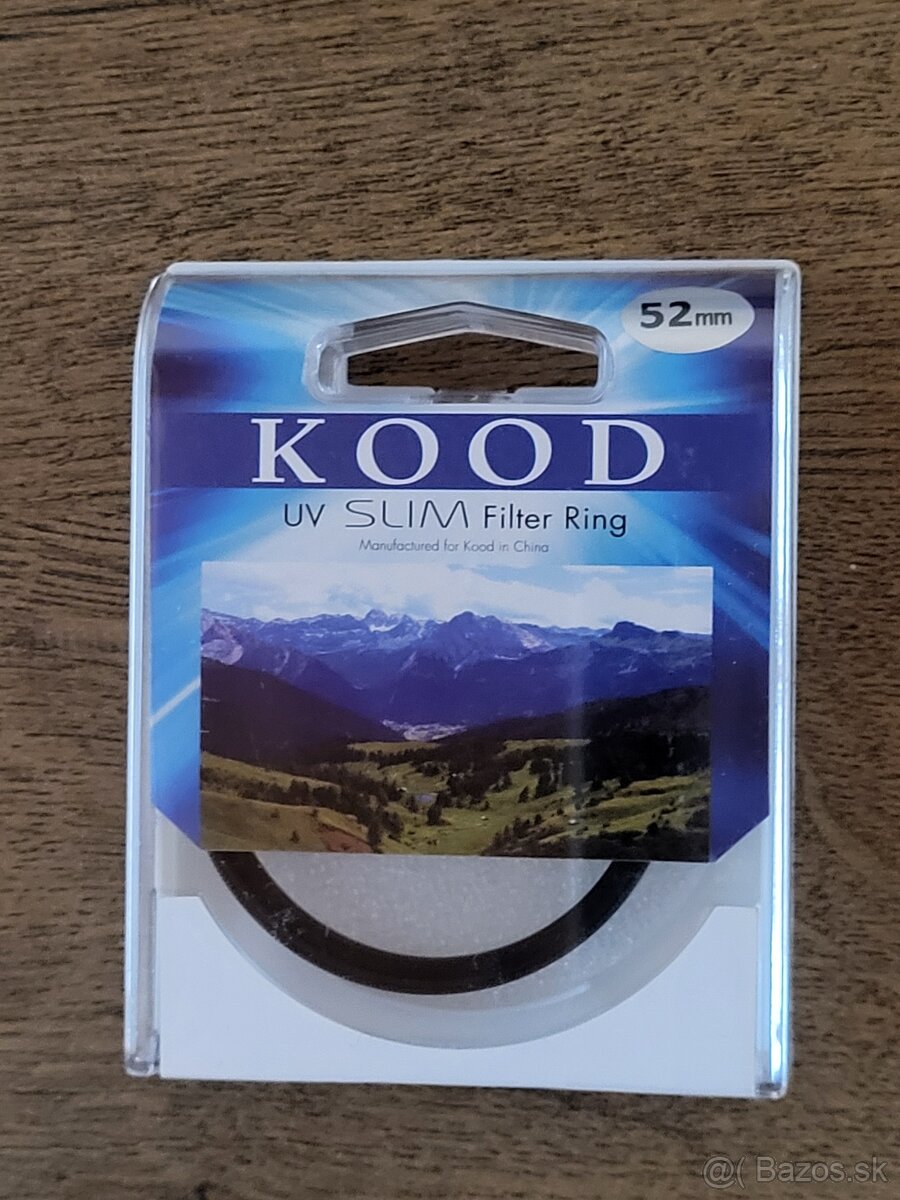 52mm
KOOD
UV SLIM Filter Ring
Manufactured for Kood in China
@( Bazos.sk